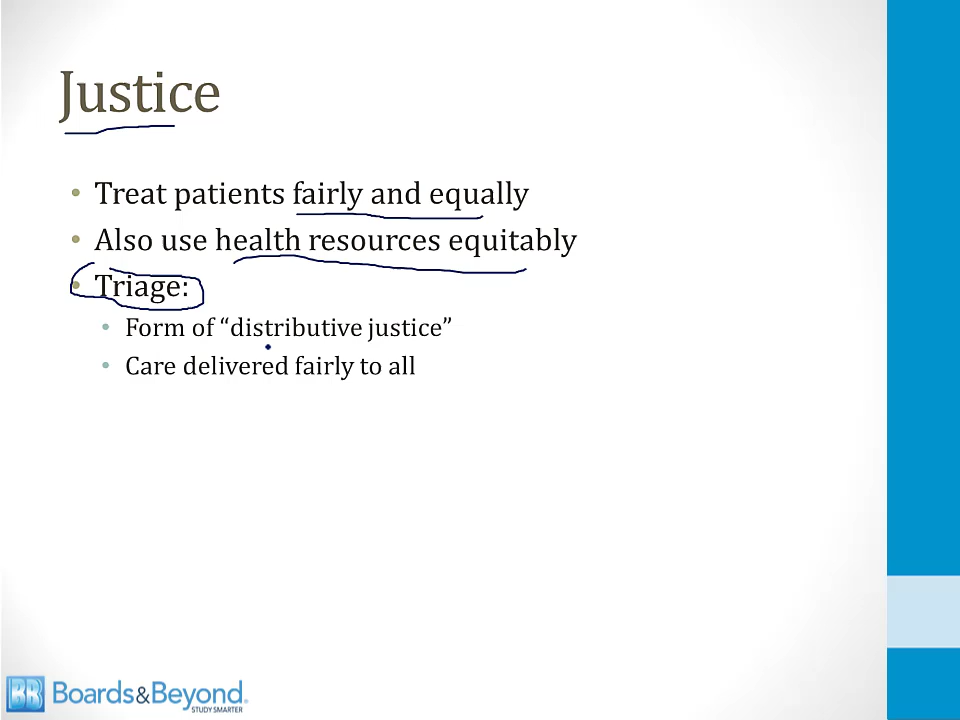 Justice
• Treat patients fairly and equally
• Also use health resources equitably
• Triage:
• Form of “distributive justice”
• Care delivered fairly to all
BB Boards&Beyond.
STUDY SMARTER